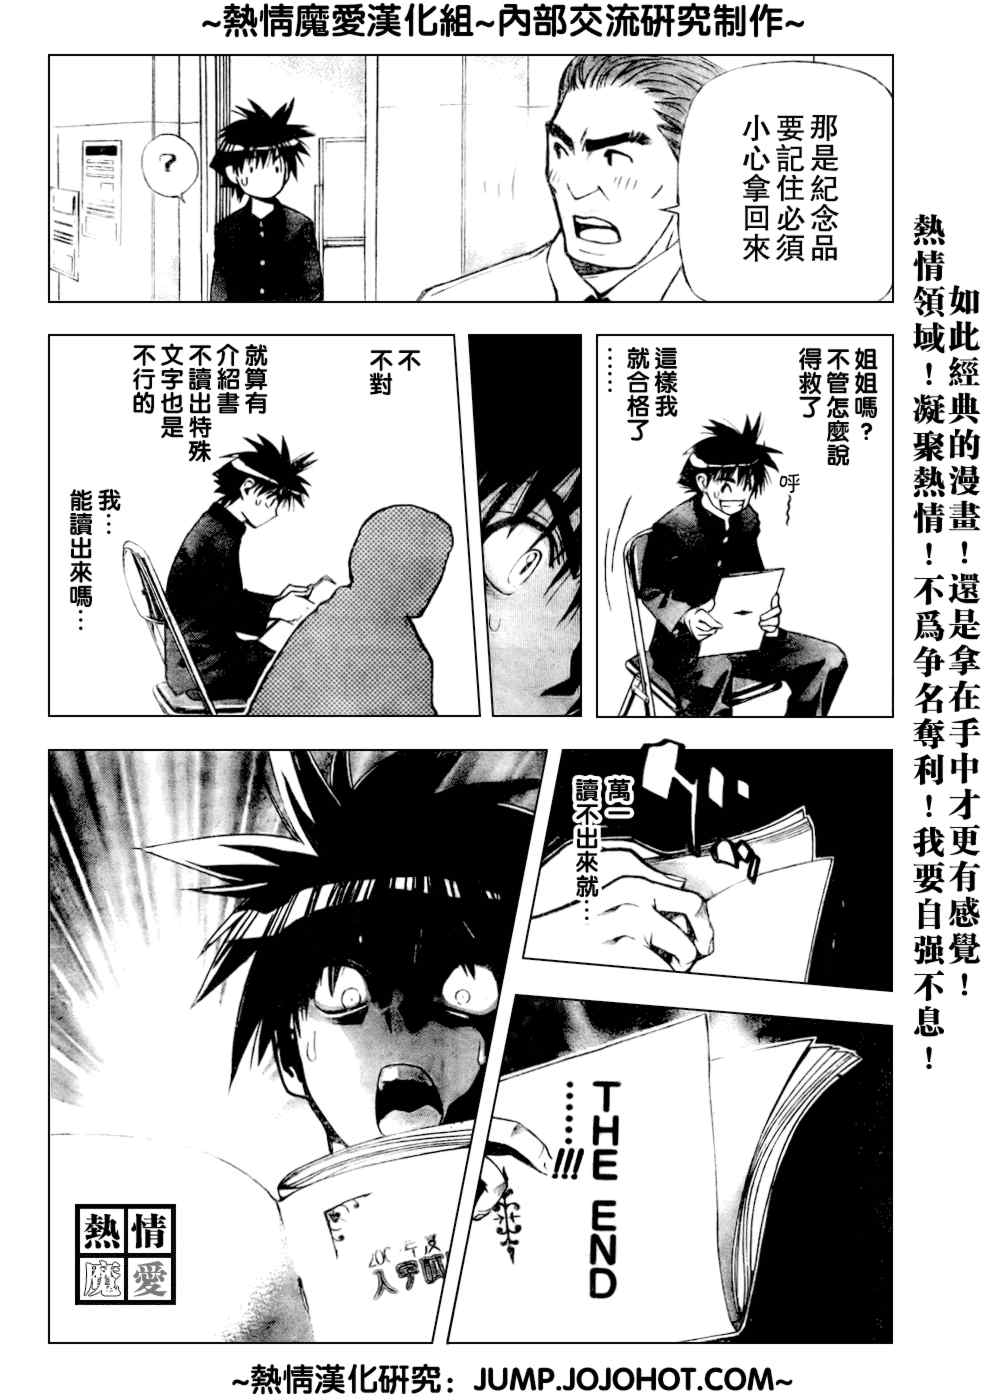 ~熱情魔愛漢化組~內部交流研究制作~
那是紀念品
要記住必須
小心拿回來
?
姐姐嗎?
不管怎麼說
得救了
這樣我
就合格了
……
呼
不
不對
就算有
介紹書
不讀出特殊
文字也是
不行的
我…
能讀出來嗎…
萬一
讀不出來就……
THE END
……!!!
入学
熱情
魔愛
如此經典的漫畫！還是拿在手中才更有感覺！
熱情領域！凝聚熱情！不爲争名奪利！我要自强不息！
~熱情漢化研究：JUMP.JOJOHOT.COM~